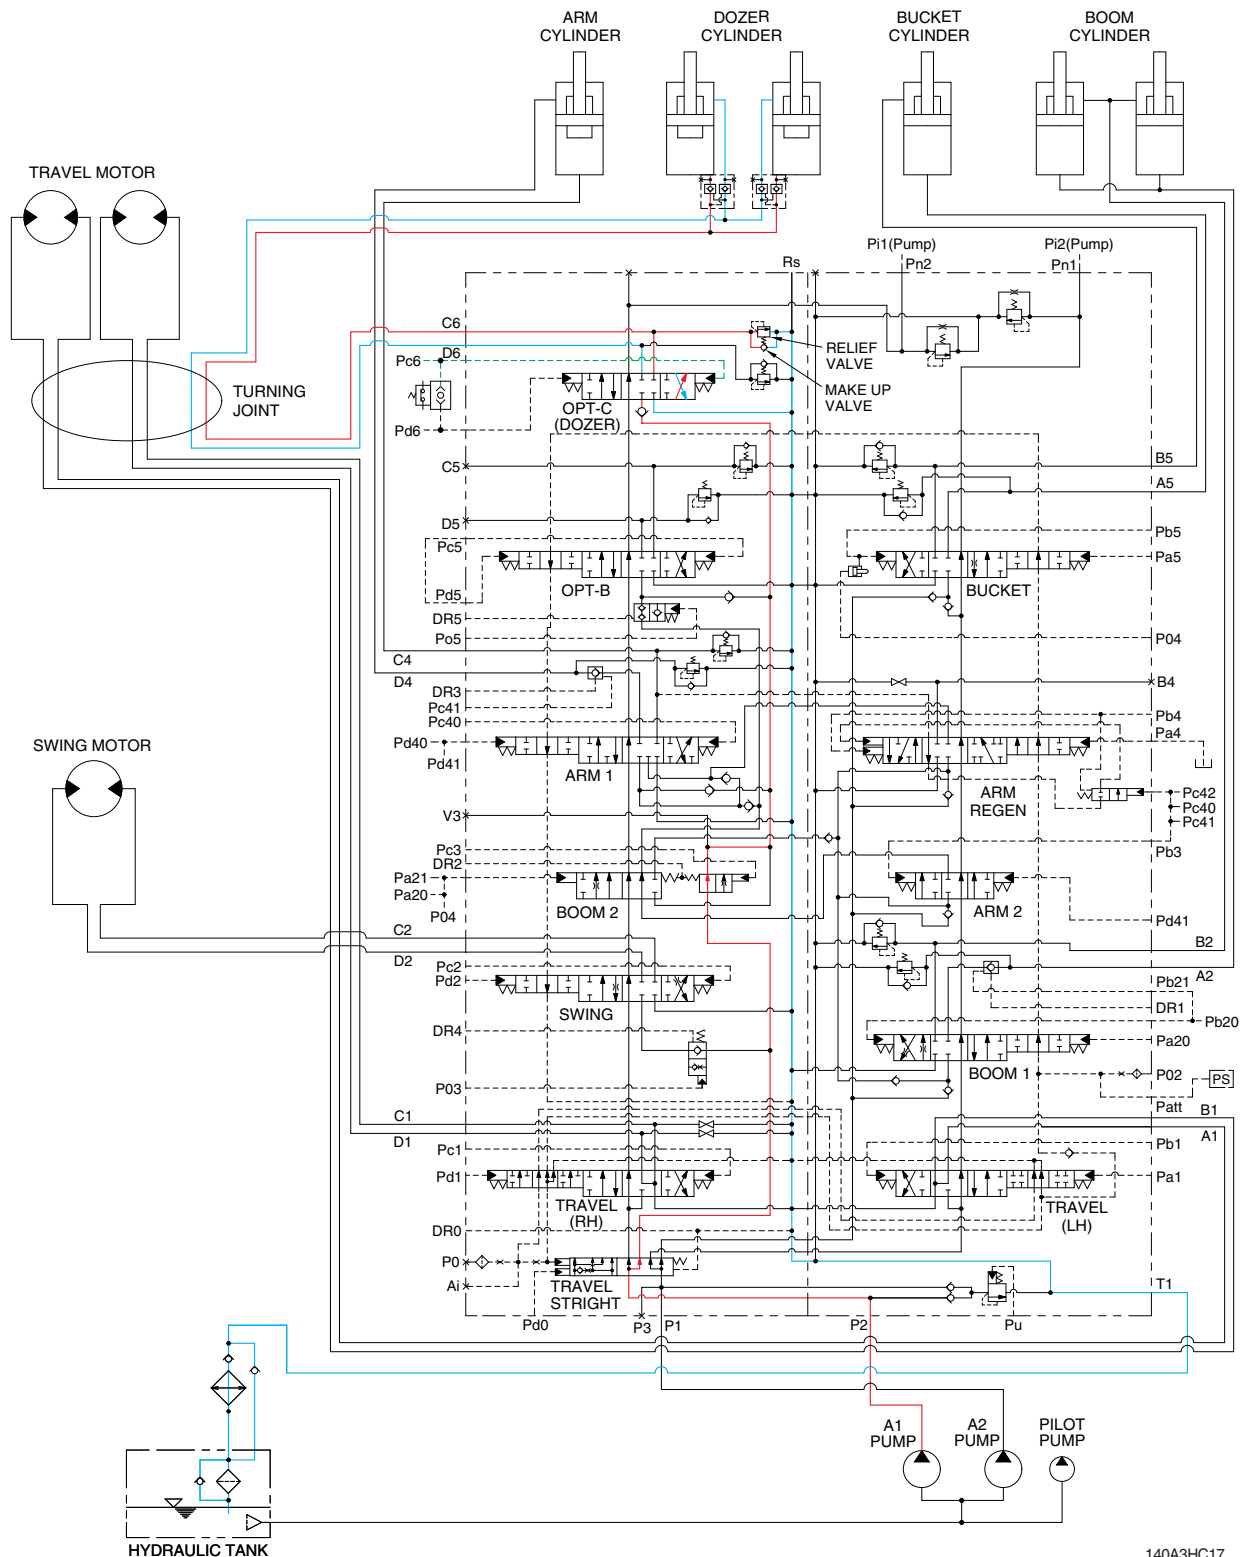 ARM
CYLINDER
DOZER
CYLINDER
BUCKET
CYLINDER
BOOM
CYLINDER
TRAVEL MOTOR
TURNING
JOINT
SWING MOTOR
Pi1(Pump)
Pn2
Pi2(Pump)
Pn1
Rs
C6
D6
Pc6
Pd6
RELIEF
VALVE
MAKE UP
VALVE
OPT-C
(DOZER)
C5
D5
Pc5
Pd5
DR5
Po5
OPT-B
B5
A5
Pb5
Pa5
BUCKET
P04
C4
D4
DR3
Pc41
Pc40
Pd40
Pd41
ARM 1
B4
Pb4
Pa4
ARM
REGEN
Pc42
Pc40
Pc41
V3
Pc3
DR2
Pa21
Pa20
P04
BOOM 2
Pb3
ARM 2
Pd41
C2
D2
Pc2
Pd2
SWING
B2
A2
Pb21
DR1
Pb20
Pa20
BOOM 1
DR4
P03
P02
PS
Patt
C1
D1
Pc1
Pd1
TRAVEL
(RH)
B1
A1
Pb1
Pa1
TRAVEL
(LH)
DR0
P0
Ai
TRAVEL
STRIGHT
T1
Pd0
P3
P1
P2
Pu
A1
PUMP
A2
PUMP
PILOT
PUMP
HYDRAULIC TANK
140A3HC17